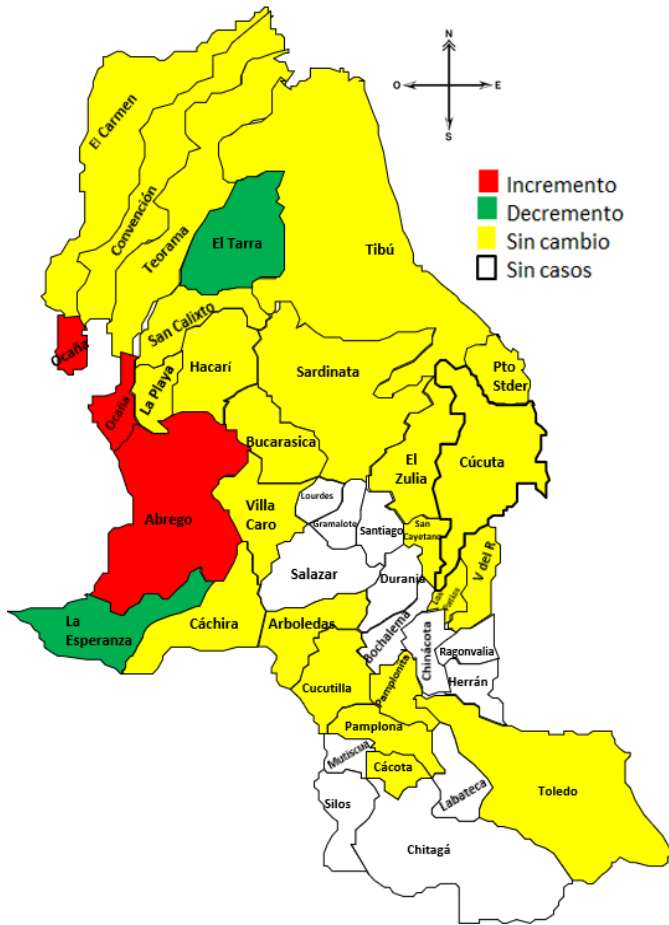 N
O
E
S
Incremento
Decremento
Sin cambio
Sin casos
El Carmen
Convención
Teorama
El Tarra
Tibú
San Calixto
Ocaña
Hacarí
La Playa
Sardinata
Pto
Stder
Ocaña
Bucarasica
El
Zulia
Cúcuta
Abrego
Villa
Caro
Lourdes
Gramalote
Santiago
San
Cayetano
V del R
Salazar
Durania
Los
Patios
La
Esperanza
Cáchira
Arboledas
Bochalema
Chinácota
Ragonvalia
Herrán
Cucutilla
Pamplonita
Pamplona
Mutiscua
Cácota
Labateca
Toledo
Silos
Chitagá